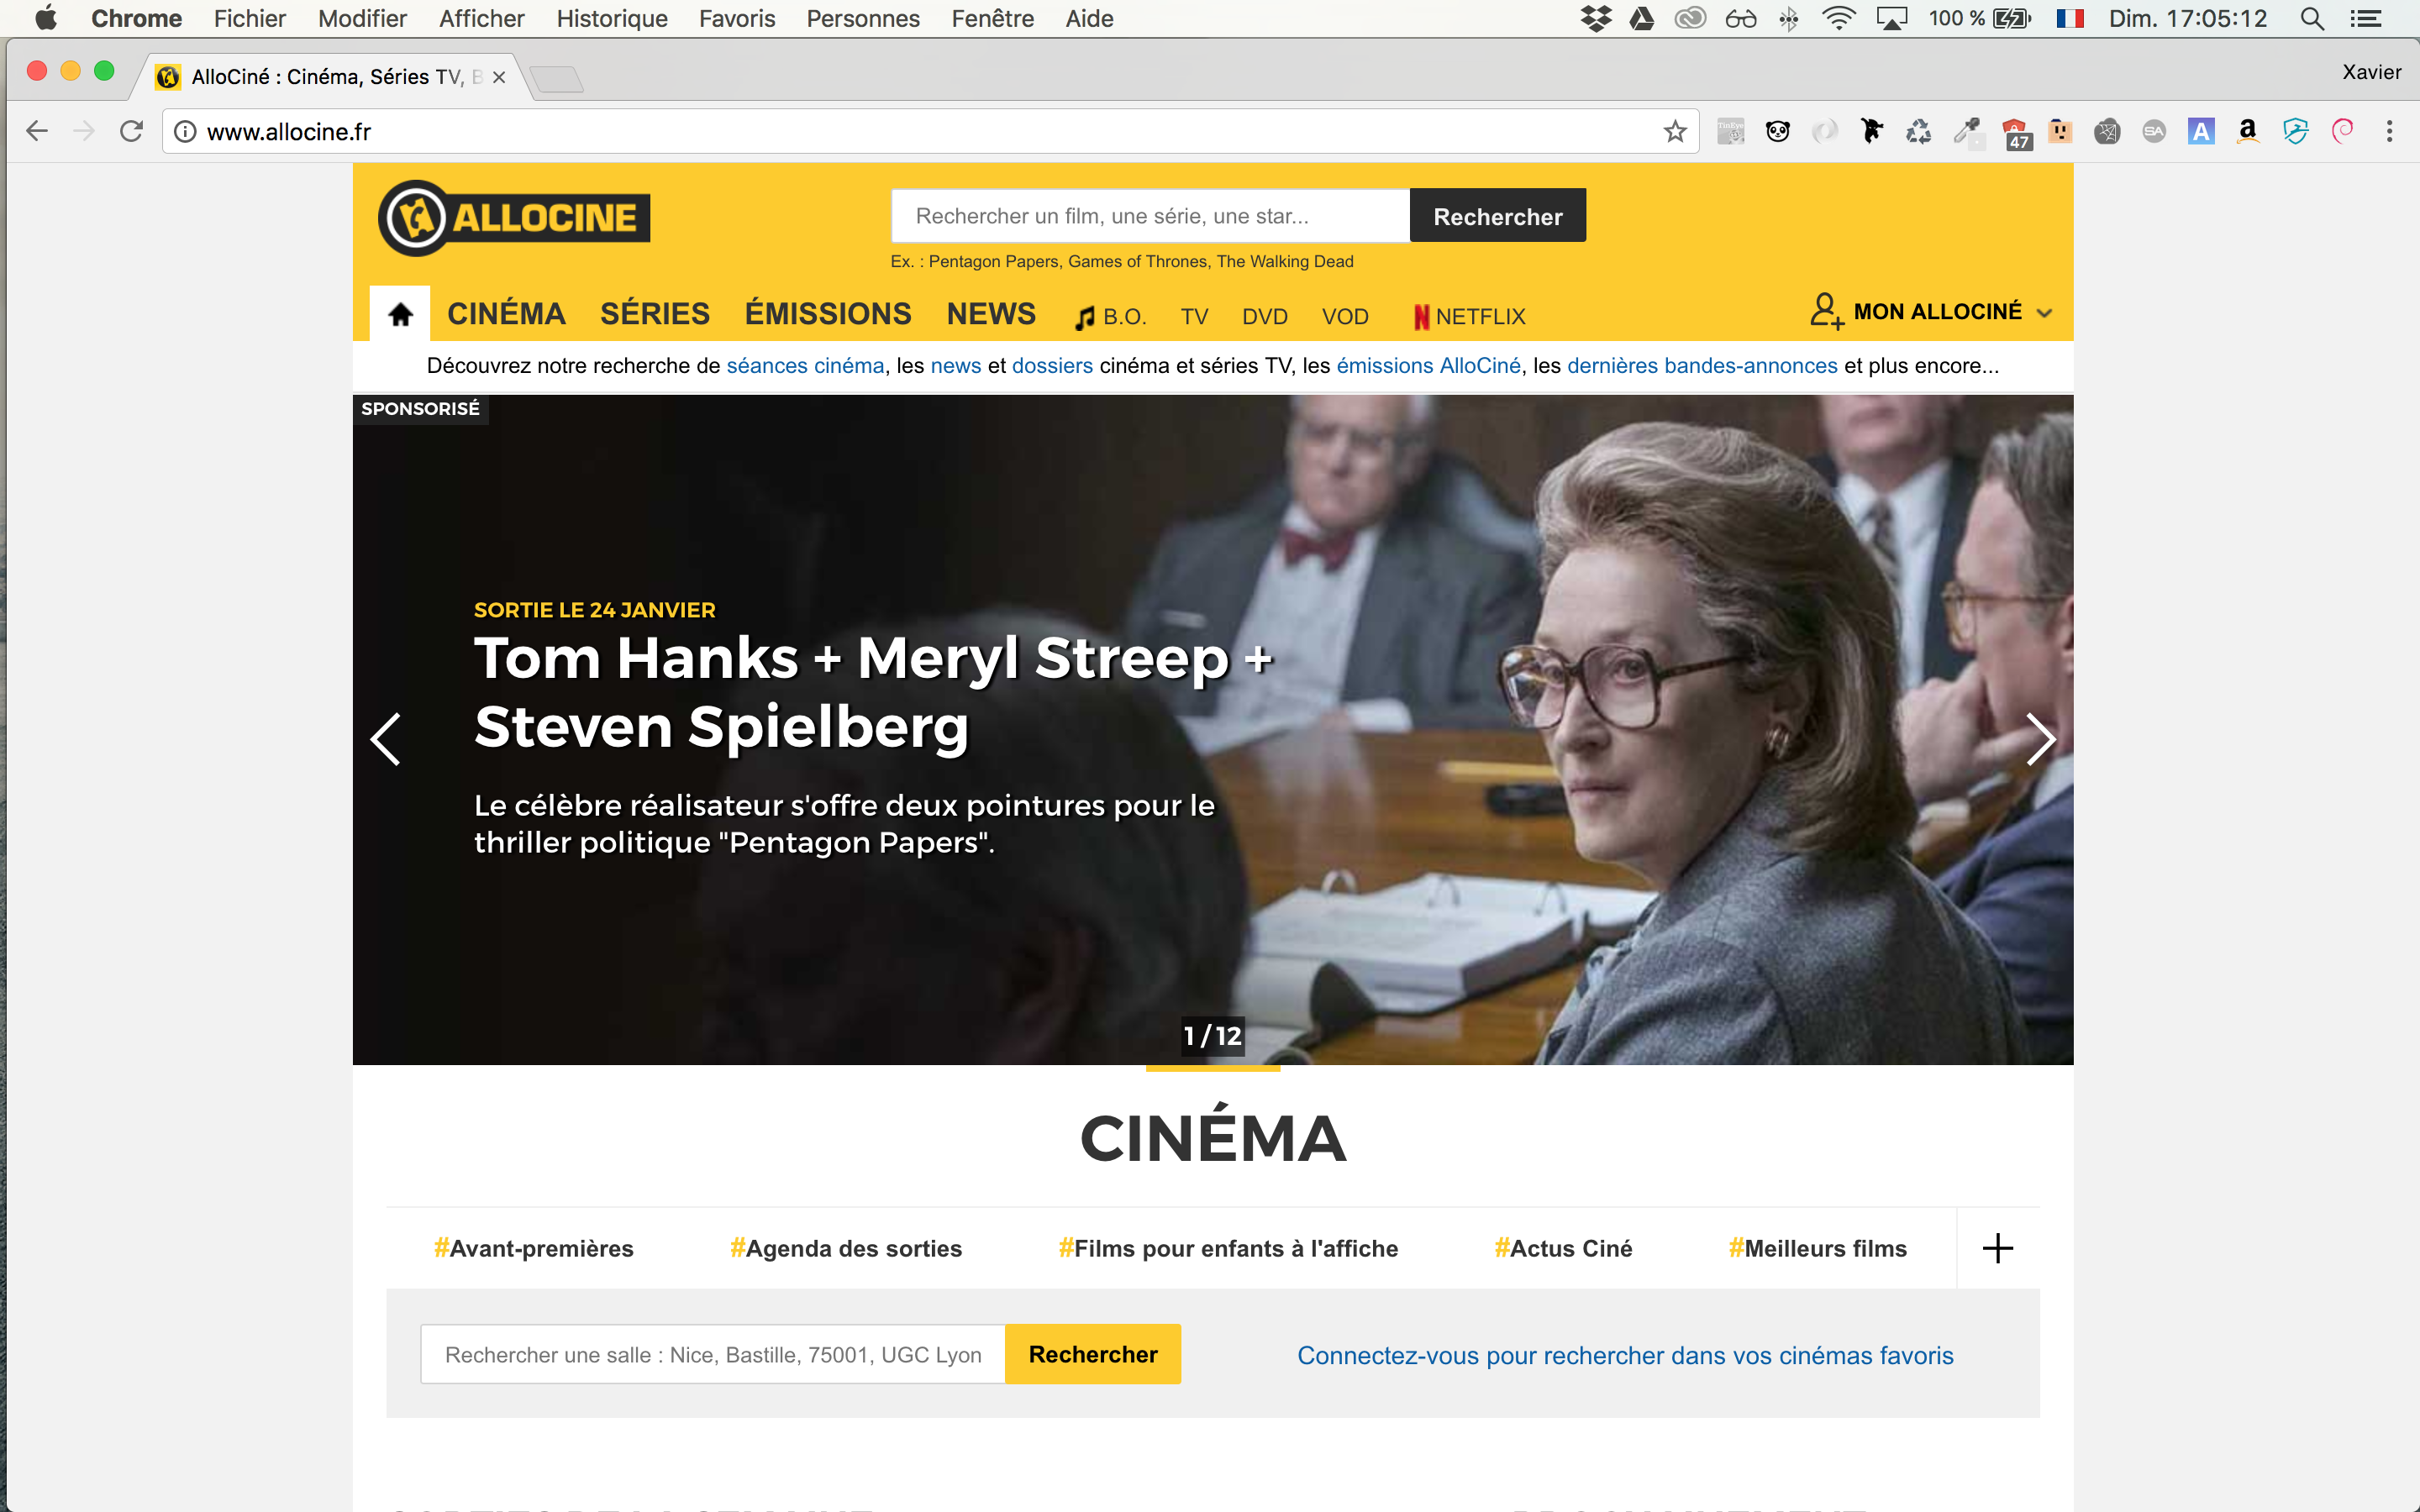 Chrome Fichier Modifier Afficher Historique Favoris Personnes Fenêtre Aide 100 % Dim. 17:05:12
AlloCiné : Cinéma, Séries TV, B Xavier
www.allocine.fr
TinEye
47
SA
A
a
ALLOCINE
Rechercher un film, une série, une star... Rechercher
Ex. : Pentagon Papers, Games of Thrones, The Walking Dead
CINÉMA SÉRIES ÉMISSIONS NEWS B.O. TV DVD VOD NETFLIX MON ALLOCINÉ
Découvrez notre recherche de séances cinéma, les news et dossiers cinéma et séries TV, les émissions AlloCiné, les dernières bandes-annonces et plus encore...
SPONSORISÉ
SORTIE LE 24 JANVIER
Tom Hanks + Meryl Streep +
Steven Spielberg
Le célèbre réalisateur s'offre deux pointures pour le
thriller politique "Pentagon Papers".
1 / 12
CINÉMA
#Avant-premières #Agenda des sorties #Films pour enfants à l'affiche #Actus Ciné #Meilleurs films
Rechercher une salle : Nice, Bastille, 75001, UGC Lyon Rechercher Connectez-vous pour rechercher dans vos cinémas favoris